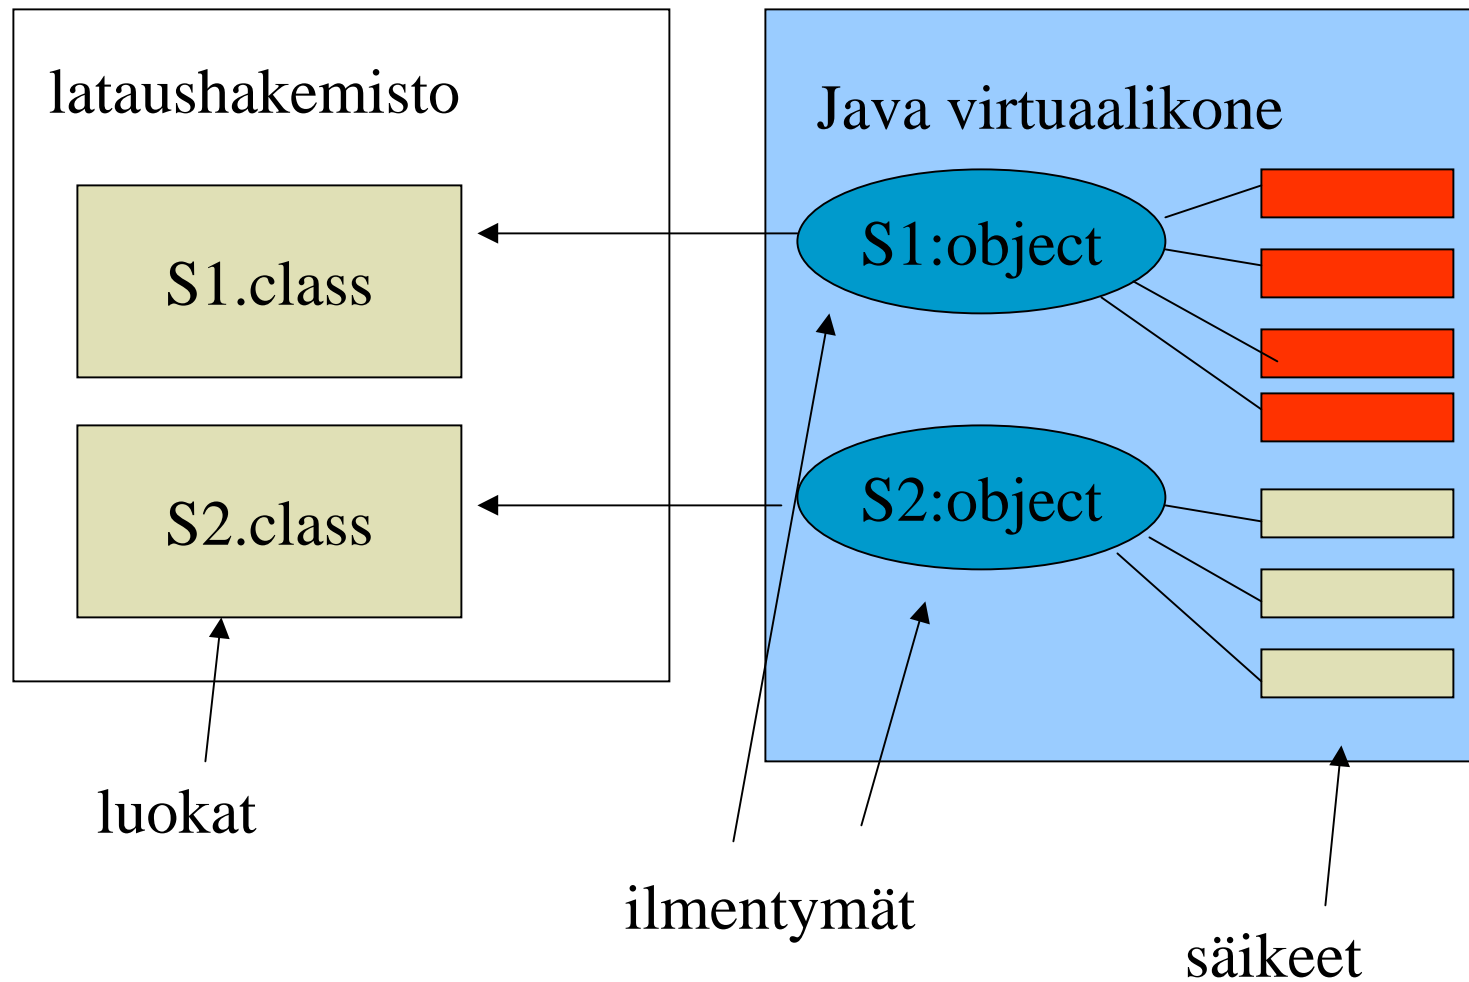 lataushakemisto
Java virtuaalikone
S1.class
S1:object
S2.class
S2:object
luokat
ilmentymät
säikeet